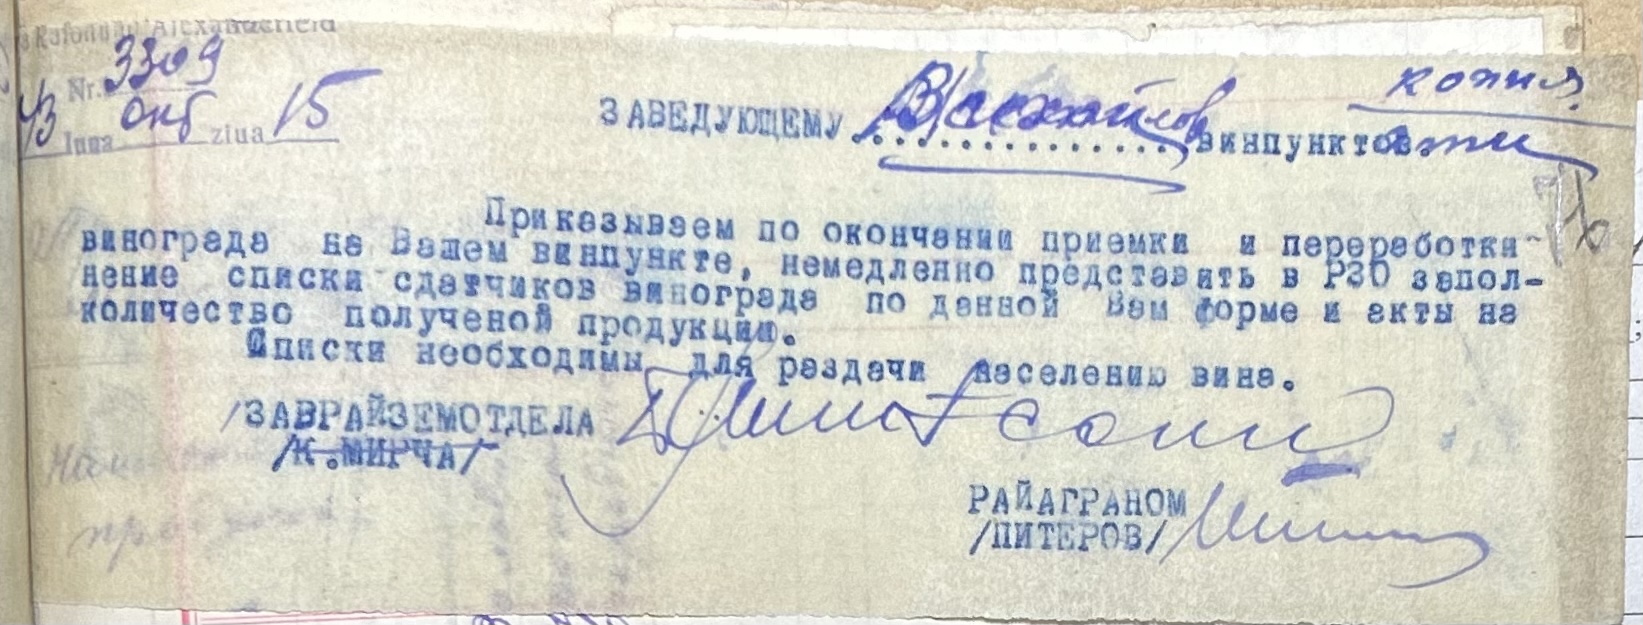 Nr. 3309
43 Luna окт ziua 15
копия.
ЗАВЕДУЮЩЕМУ ............... винпунктов.
Приказываем по окончании приемки и переработки
винограда на Вашем винпункте, немедленно представить в РЗО запол-
нение списки сдатчиков винограда по данной Вам форме и акты на
количество полученой продукции.
Списки необходимы для раздачи населению вина.
/ЗАВРАЙЗЕМОТДЕЛА
/К.МИРЧА/
РАЙАГРАНОМ
/ПИТЕРОВ/